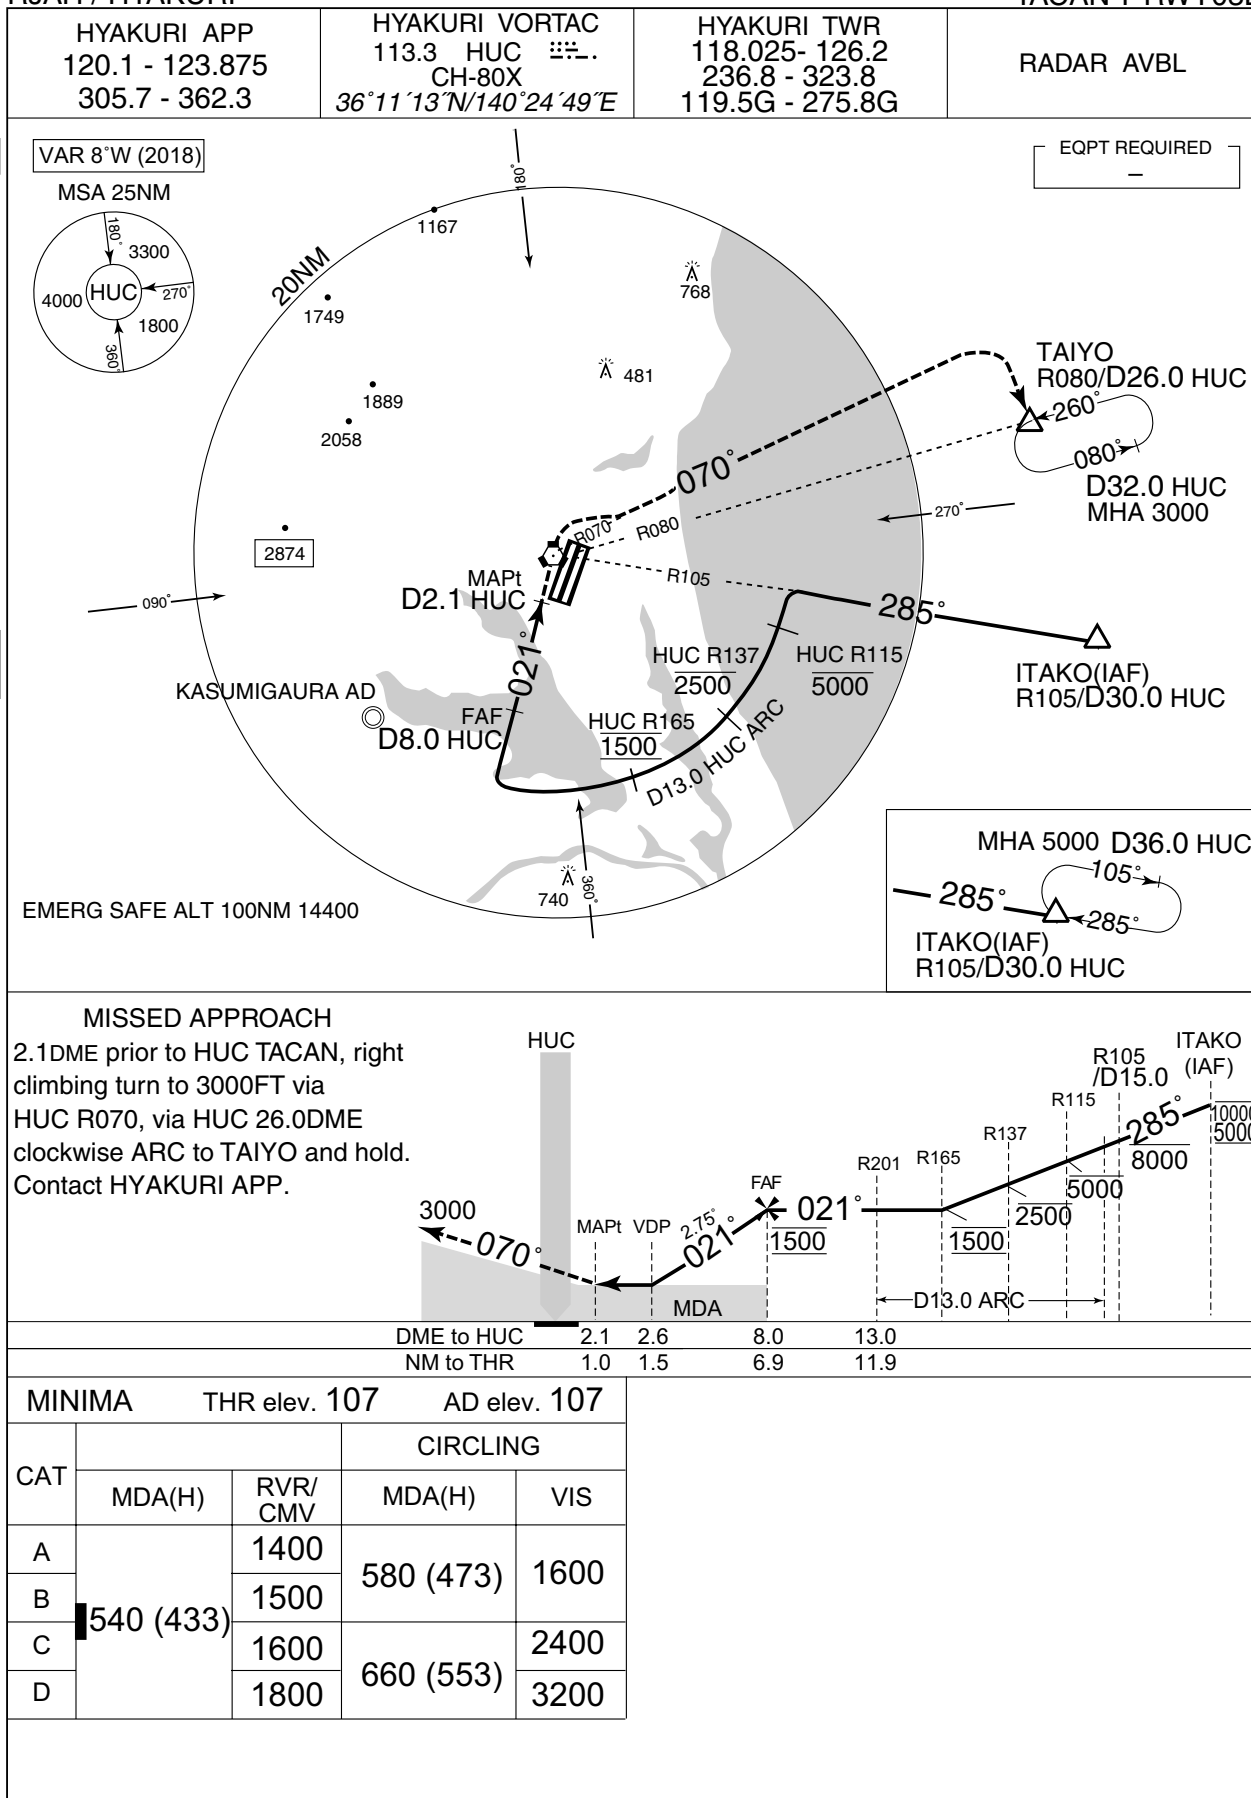 HYAKURI APP
120.1 - 123.875
305.7 - 362.3
HYAKURI VORTAC
113.3 HUC
CH-80X
36°11´13˝N/140°24´49˝E
HYAKURI TWR
118.025- 126.2
236.8 - 323.8
119.5G - 275.8G
RADAR AVBL
VAR 8°W (2018)
MSA 25NM
180°
3300
4000
HUC
270°
1800
360°
EQPT REQUIRED
–
180°
1167
20NM
768
1749
481
1889
2058
TAIYO
R080/D26.0 HUC
260°
080°
D32.0 HUC
MHA 3000
070°
270°
R070
R080
2874
R105
MAPt
D2.1 HUC
090°
285°
021°
HUC R137
2500
HUC R115
5000
ITAKO(IAF)
R105/D30.0 HUC
KASUMIGAURA AD
FAF
D8.0 HUC
HUC R165
1500
D13.0 HUC ARC
740
360°
EMERG SAFE ALT 100NM 14400
MHA 5000 D36.0 HUC
105°
285°
285°
ITAKO(IAF)
R105/D30.0 HUC
MISSED APPROACH
2.1DME prior to HUC TACAN, right
climbing turn to 3000FT via
HUC R070, via HUC 26.0DME
clockwise ARC to TAIYO and hold.
Contact HYAKURI APP.
HUC
ITAKO
(IAF)
R105
/D15.0
R115
R137
R165
R201
285°
5000
8000
5000
2500
1500
FAF
021°
1500
2.75°
021°
3000
070°
MAPt
VDP
MDA
D13.0 ARC
DME to HUC 2.1 2.6 8.0 13.0
NM to THR 1.0 1.5 6.9 11.9
MINIMA THR elev. 107 AD elev. 107
CAT
CIRCLING
MDA(H)
RVR/
CMV
MDA(H)
VIS
A
1400
580 (473)
1600
B
540 (433)
1500
C
1600
660 (553)
2400
D
1800
3200